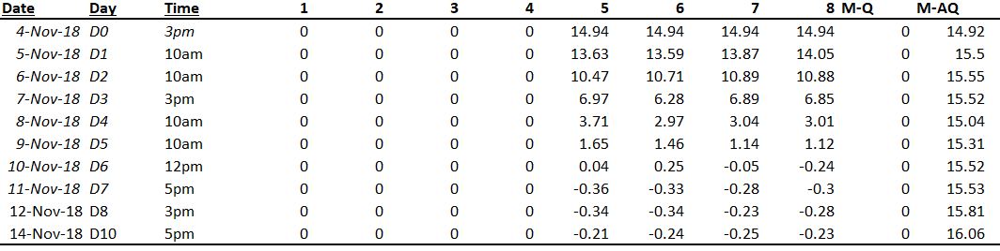 Date Day Time 1 2 3 4 5 6 7 8 M-Q M-AQ
4-Nov-18 D0 3pm 0 0 0 0 14.94 14.94 14.94 14.94 0 14.92
5-Nov-18 D1 10am 0 0 0 0 13.63 13.59 13.87 14.05 0 15.5
6-Nov-18 D2 10am 0 0 0 0 10.47 10.71 10.89 10.88 0 15.55
7-Nov-18 D3 3pm 0 0 0 0 6.97 6.28 6.89 6.85 0 15.52
8-Nov-18 D4 10am 0 0 0 0 3.71 2.97 3.04 3.01 0 15.04
9-Nov-18 D5 10am 0 0 0 0 1.65 1.46 1.14 1.12 0 15.31
10-Nov-18 D6 12pm 0 0 0 0 0.04 0.25 -0.05 -0.24 0 15.52
11-Nov-18 D7 5pm 0 0 0 0 -0.36 -0.33 -0.28 -0.3 0 15.53
12-Nov-18 D8 3pm 0 0 0 0 -0.34 -0.34 -0.23 -0.28 0 15.81
14-Nov-18 D10 5pm 0 0 0 0 -0.21 -0.24 -0.25 -0.23 0 16.06